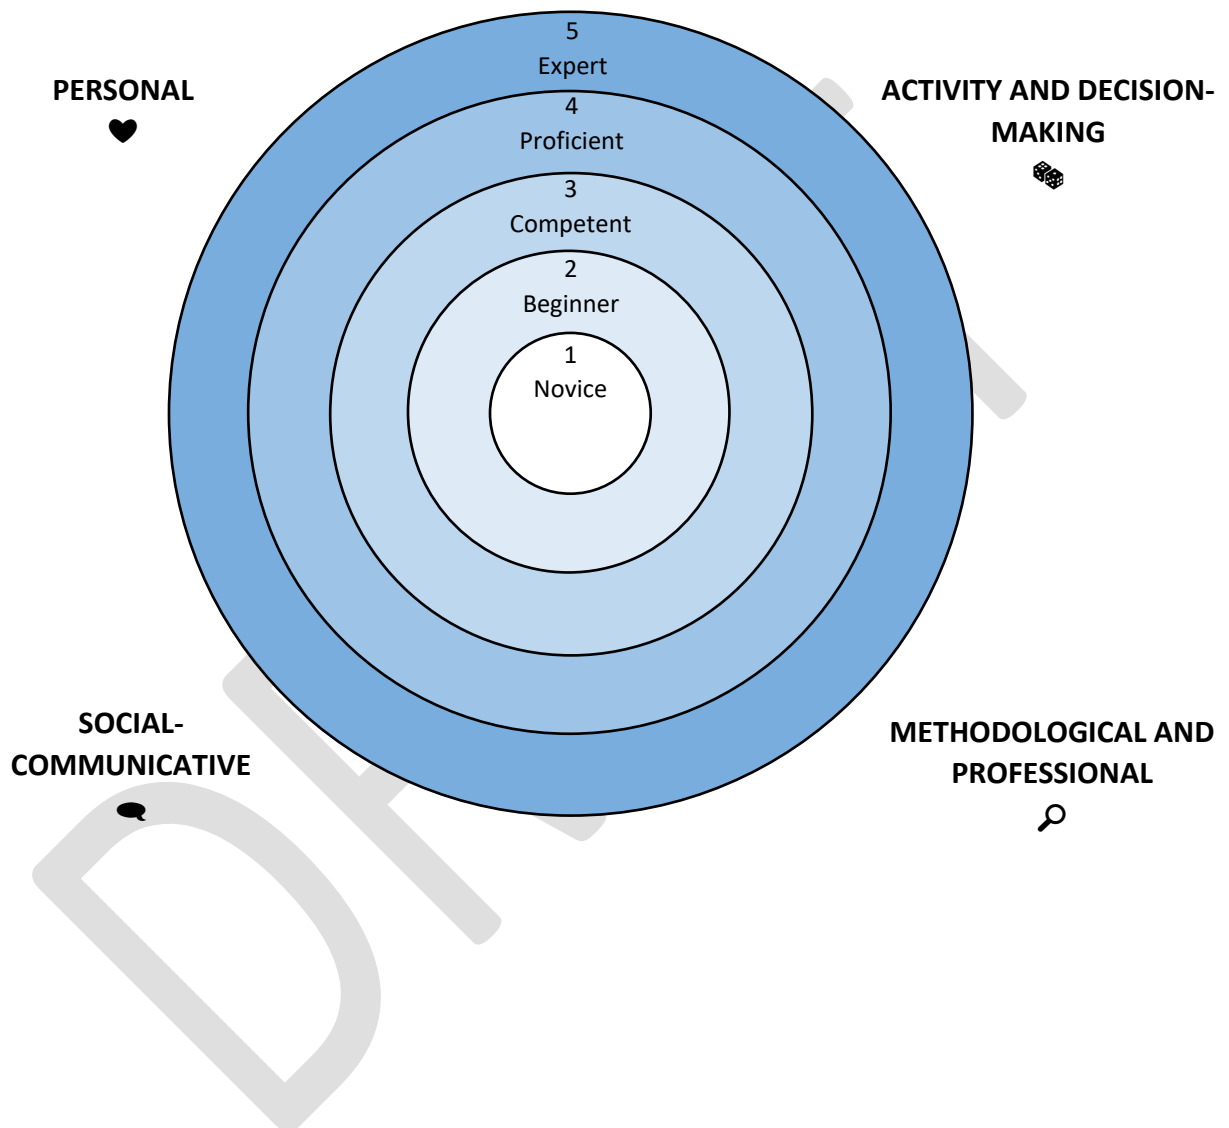 5
Expert
PERSONAL
ACTIVITY AND DECISION-
MAKING
4
Proficient
3
Competent
2
Beginner
1
Novice
SOCIAL-
COMMUNICATIVE
METHODOLOGICAL AND
PROFESSIONAL